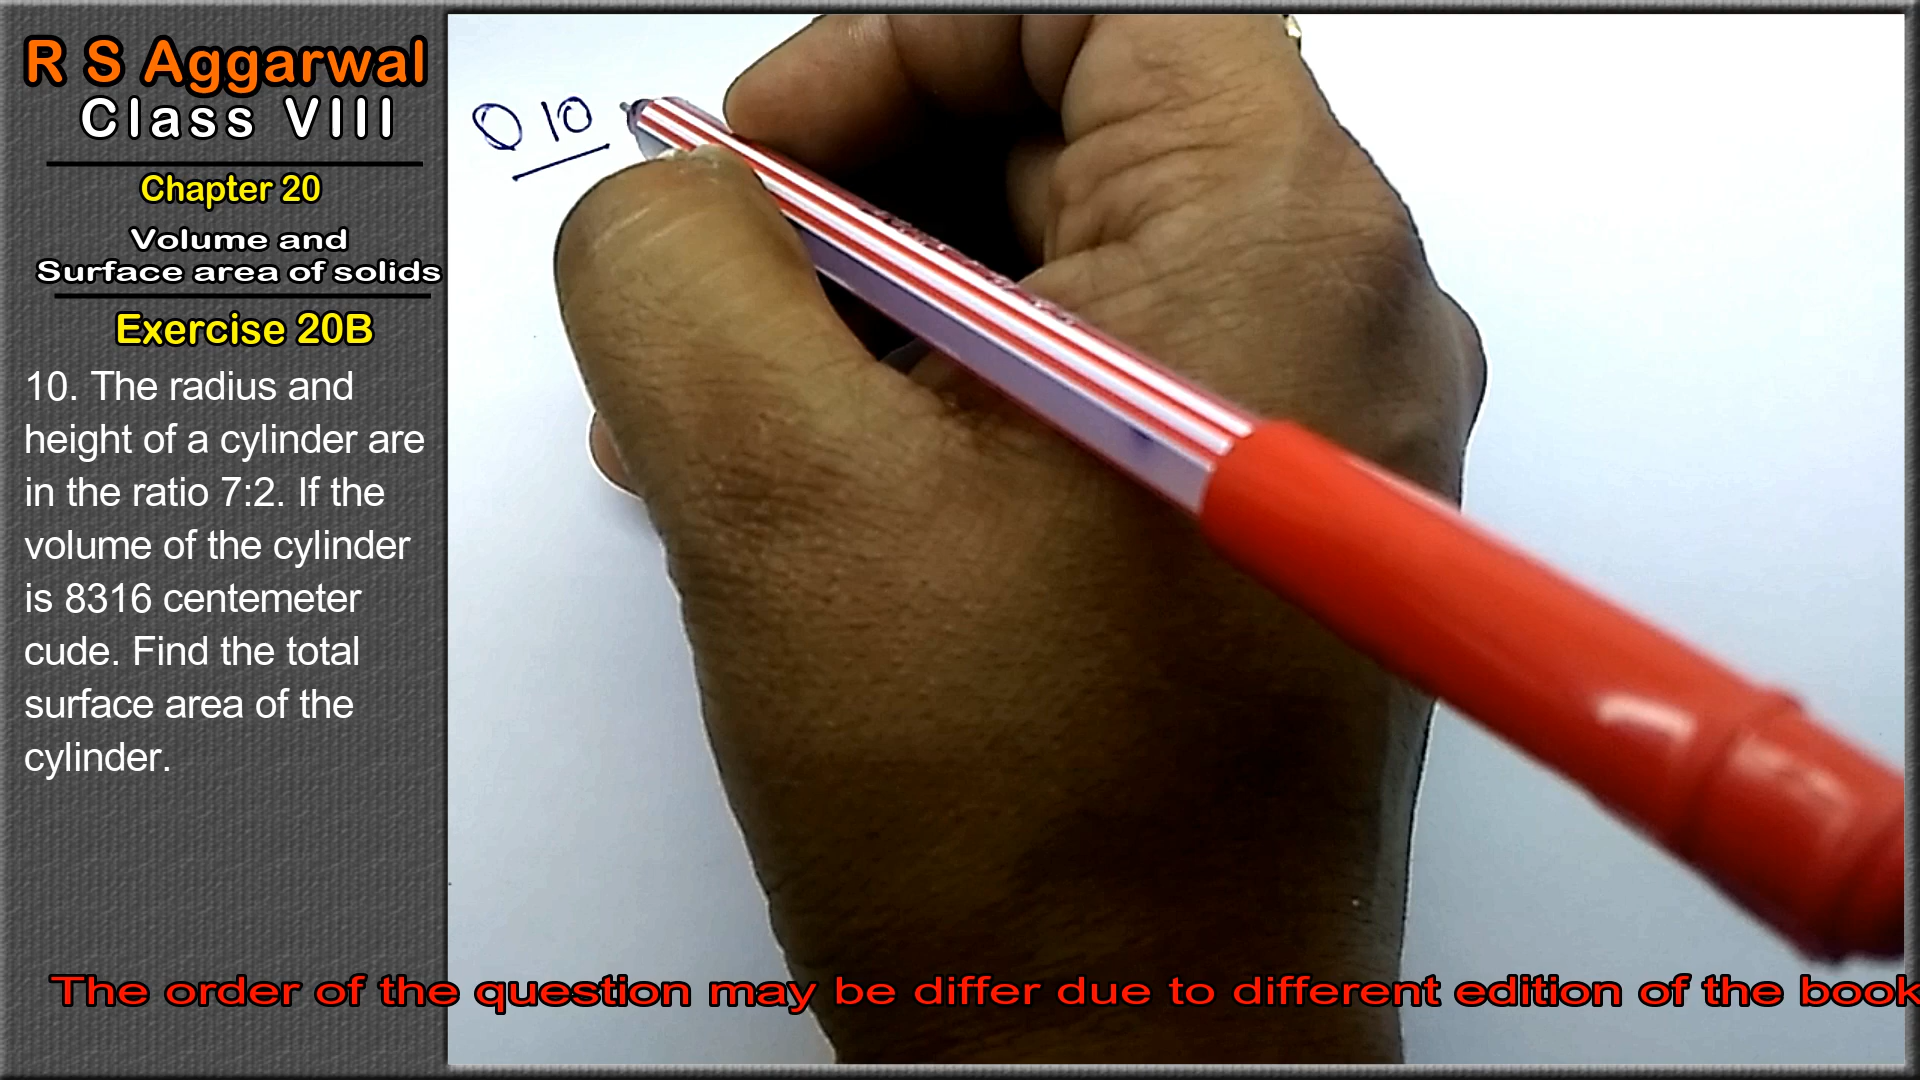 R S Aggarwal
Class VIII
Chapter 20
Volume and
Surface area of solids
Exercise 20B
10. The radius and
height of a cylinder are
in the ratio 7:2. If the
volume of the cylinder
is 8316 centemeter
cude. Find the total
surface area of the
cylinder.
Q 10
The order of the question may be differ due to different edition of the book